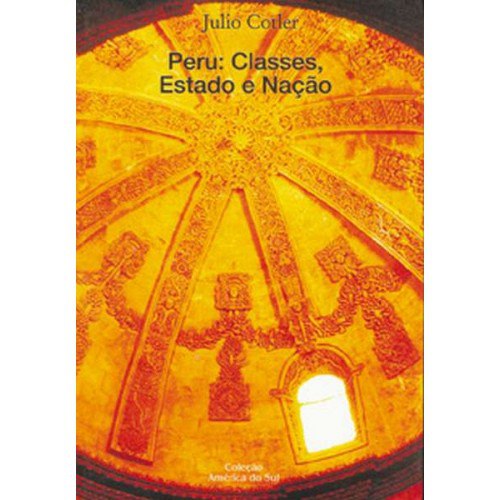 Julio Cotler
Peru: Classes,
Estado e Nação
Coleção
América do Sul